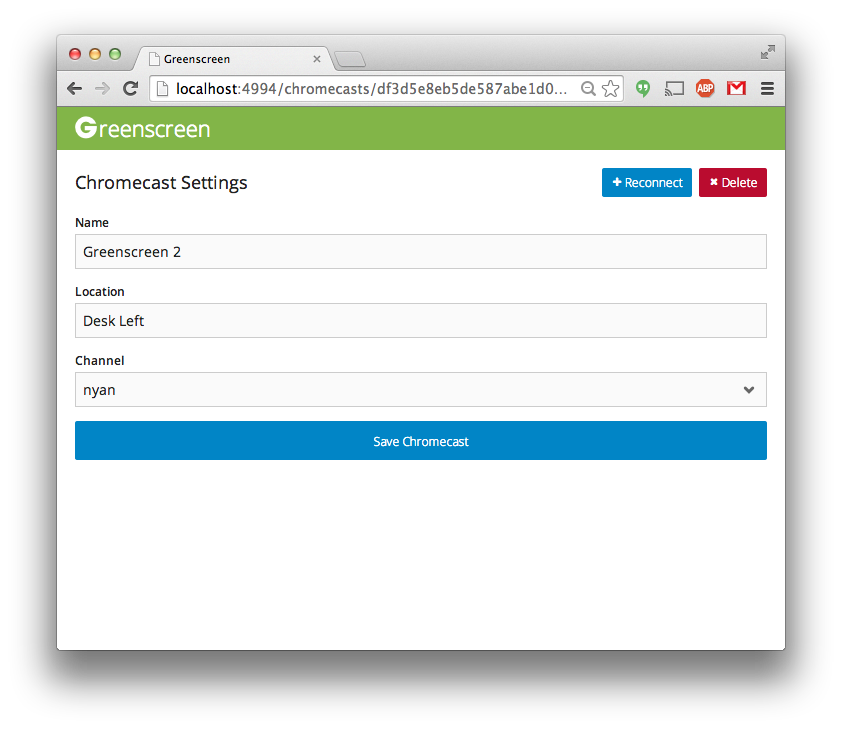 Greenscreen
localhost:4994/chromecasts/df3d5e8eb5de587abe1d0...
ABP
Greenscreen
Chromecast Settings
Reconnect
Delete
Name
Greenscreen 2
Location
Desk Left
Channel
nyan
Save Chromecast